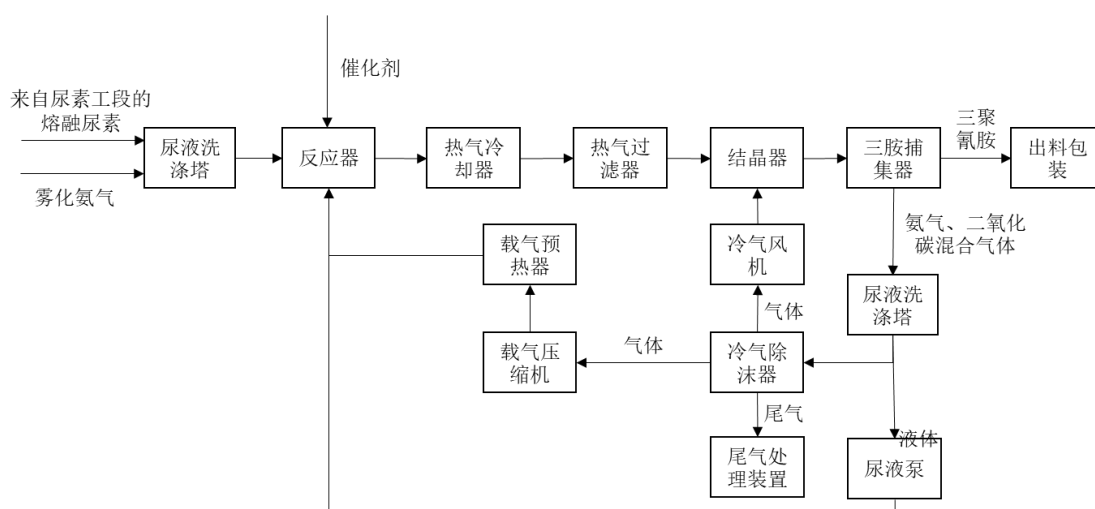 催化剂
来自尿素工段的
熔融尿素
雾化氨气
尿液洗
涤塔
反应器
热气冷
却器
热气过
滤器
结晶器
三胺捕
集器
三聚
氰胺
出料包
装
氨气、二氧化
碳混合气体
载气预
热器
冷气风
机
尿液洗
涤塔
气体
载气压
缩机
气体
冷气除
沫器
尾气
尾气处
理装置
液体
尿液泵